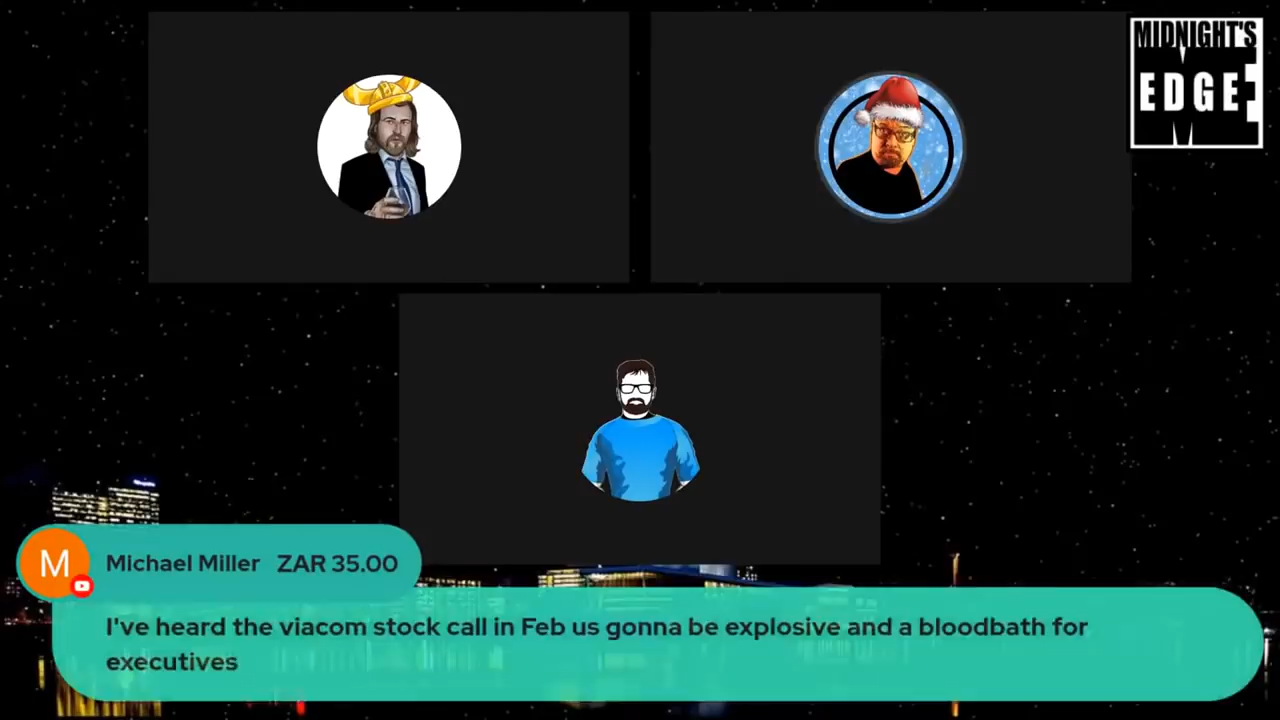 MIDNIGHT'S
EDGE
M
Michael Miller ZAR 35.00
I've heard the viacom stock call in Feb us gonna be explosive and a bloodbath for
executives